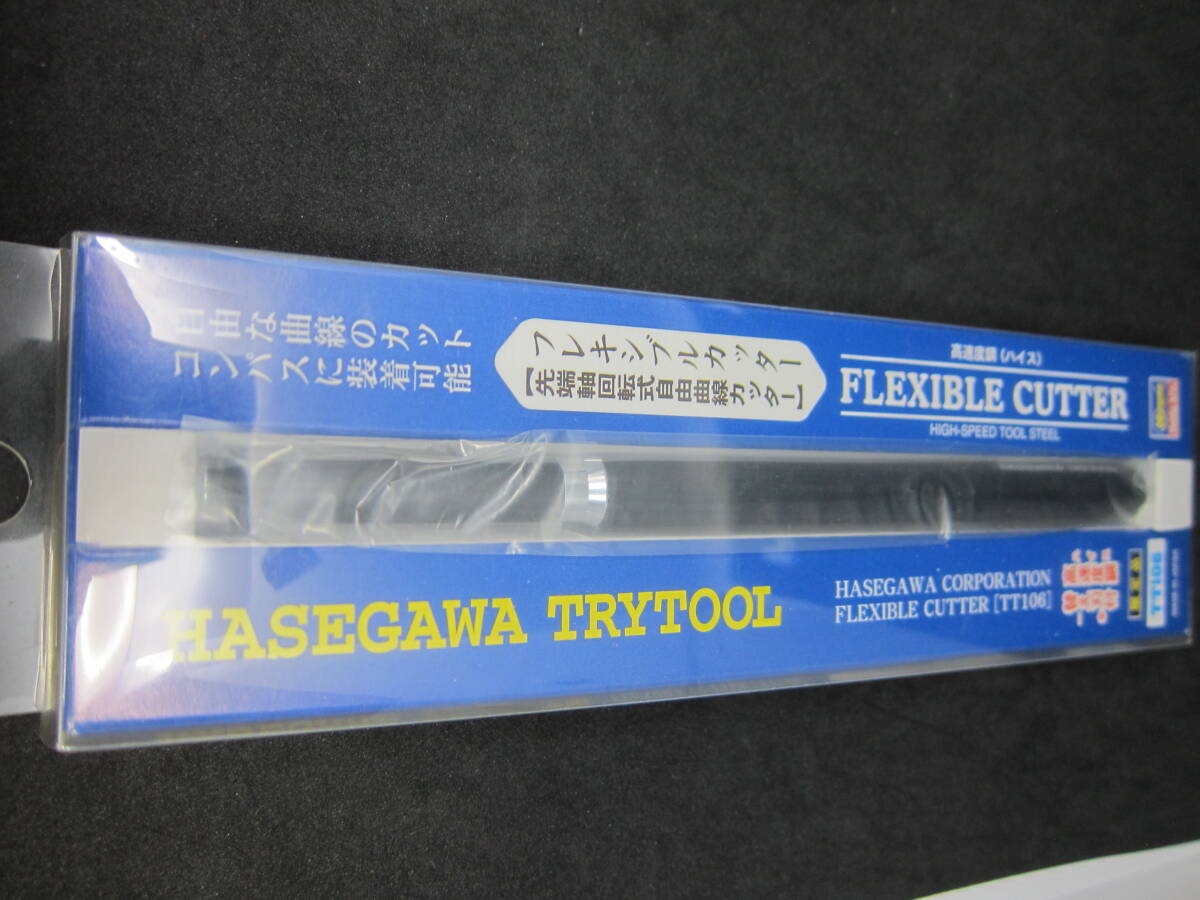 自由な曲線のカット
コンパスに装着可能
フレキシブルカッター
【先端軸回転式自由曲線カッター】
高速度鋼(ハイス)
FLEXIBLE CUTTER
HIGH-SPEED TOOL STEEL
HASEGAWA TRYTOOL
HASEGAWA CORPORATION
FLEXIBLE CUTTER [TT106]
TT106